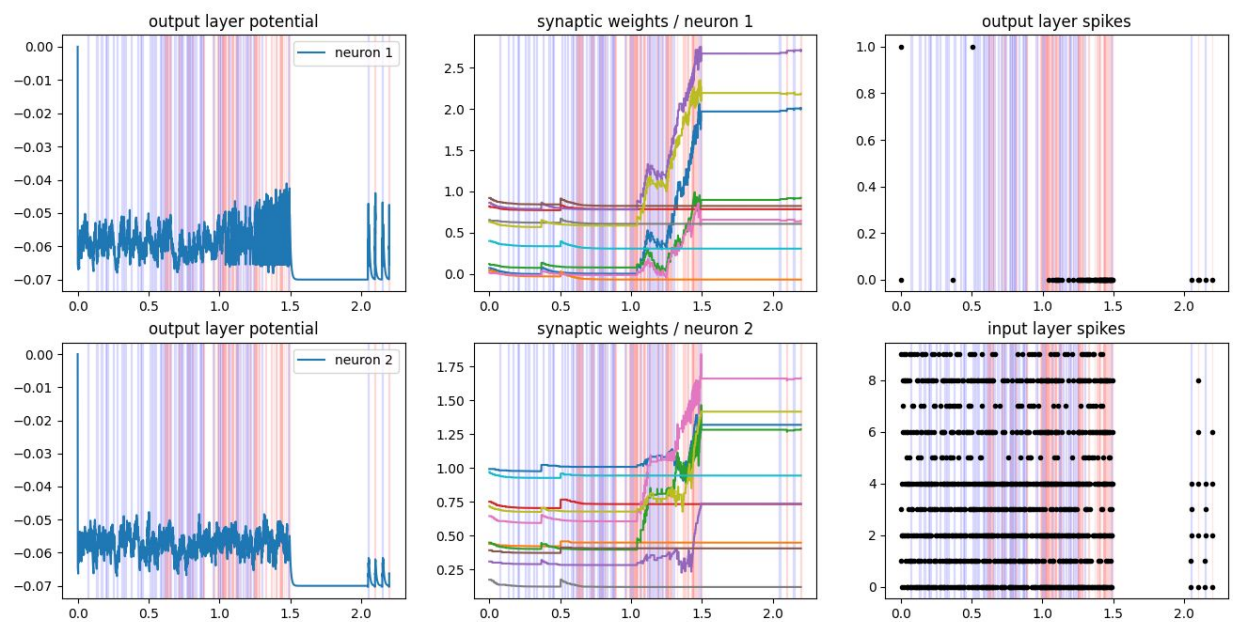 output layer potential
synaptic weights / neuron 1
output layer spikes
neuron 1
0.00
−0.01
−0.02
−0.03
−0.04
−0.05
−0.06
−0.07
0.0 0.5 1.0 1.5 2.0
2.5
2.0
1.5
1.0
0.5
0.0
0.0 0.5 1.0 1.5 2.0
1.0
0.8
0.6
0.4
0.2
0.0
0.0 0.5 1.0 1.5 2.0
output layer potential
synaptic weights / neuron 2
input layer spikes
neuron 2
0.00
−0.01
−0.02
−0.03
−0.04
−0.05
−0.06
−0.07
0.0 0.5 1.0 1.5 2.0
1.75
1.50
1.25
1.00
0.75
0.50
0.25
0.0 0.5 1.0 1.5 2.0
8
6
4
2
0
0.0 0.5 1.0 1.5 2.0